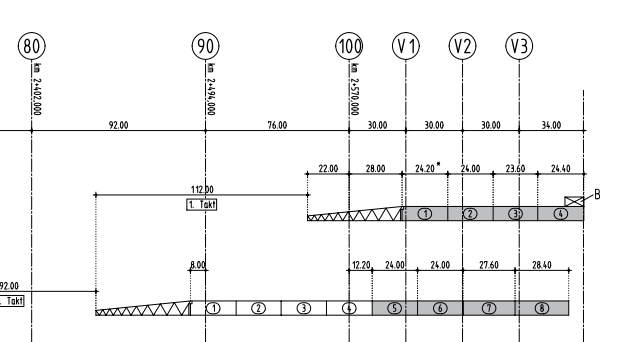 80 90 100 V1 V2 V3
km 2+402,000 km 2+494,000 km 2+570,000
92.00 76.00 30.00 30.00 30.00 34.00
22.00 28.00 24.20* 24.00 23.60 24.40
112.00
1. Takt
B
1 2 3 4
8.00 12.20 24.00 24.00 27.60 28.40
92.00
. Takt
1 2 3 4 5 6 7 8